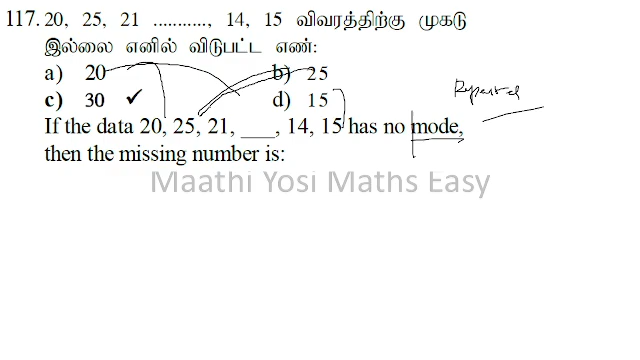 117. 20, 25, 21 ..........., 14, 15 விவரத்திற்கு முகடு
இல்லை எனில் விடுபட்ட எண்:
a) 20 b) 25
c) 30 ✓ d) 15
Repeated
If the data 20, 25, 21, ___, 14, 15 has no mode,
then the missing number is:
Maathi Yosi Maths Easy